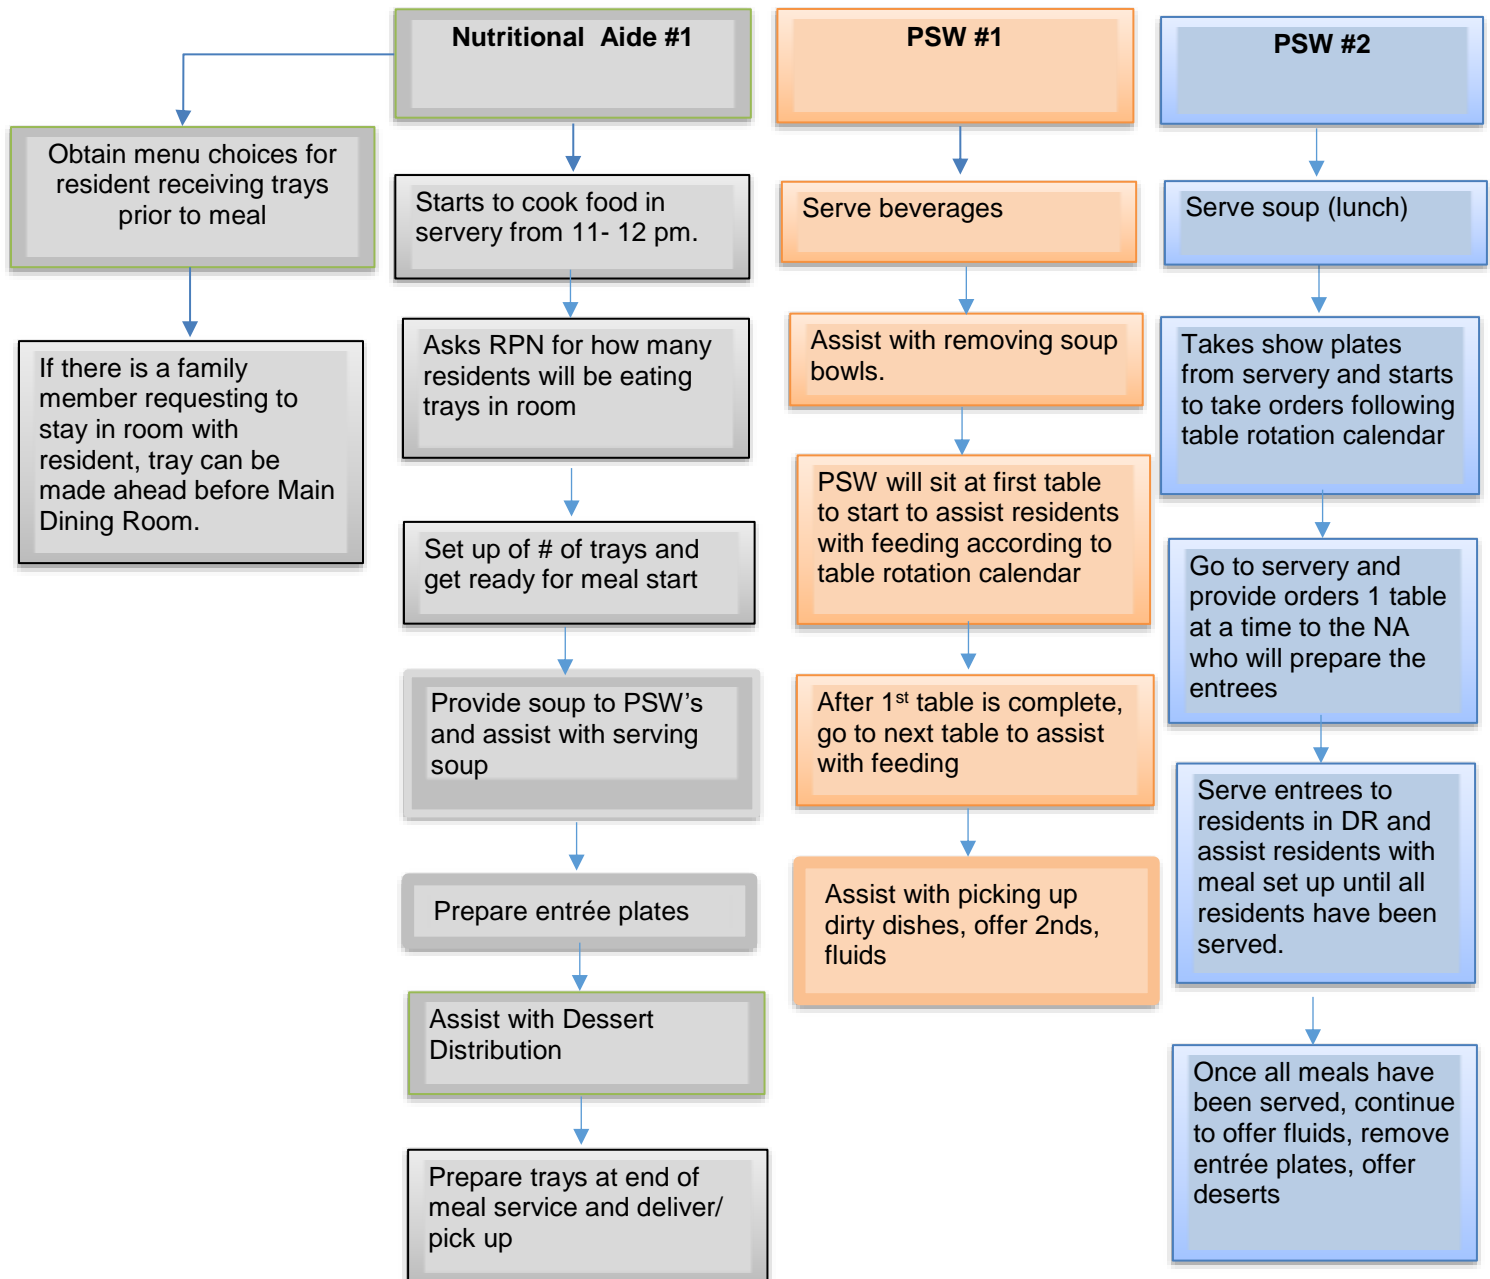 Nutritional  Aide #1
Obtain menu choices for
resident receiving trays
prior to meal
If there is a family
member requesting to
stay in room with
resident, tray can be
made ahead before Main
Dining Room.
Starts to cook food in
servery from 11- 12 pm.
Asks RPN for how many
residents will be eating
trays in room
Set up of # of trays and
get ready for meal start
Provide soup to PSW’s
and assist with serving
soup
Prepare entrée plates
Assist with Dessert
Distribution
Prepare trays at end of
meal service and deliver/
pick up
PSW #1
Serve beverages
Assist with removing soup
bowls.
PSW will sit at first table
to start to assist residents
with feeding according to
table rotation calendar
After 1st table is complete,
go to next table to assist
with feeding
Assist with picking up
dirty dishes, offer 2nds,
fluids
PSW #2
Serve soup (lunch)
Takes show plates
from servery and starts
to take orders following
table rotation calendar
Go to servery and
provide orders 1 table
at a time to the NA
who will prepare the
entrees
Serve entrees to
residents in DR and
assist residents with
meal set up until all
residents have been
served.
Once all meals have
been served, continue
to offer fluids, remove
entrée plates, offer
deserts